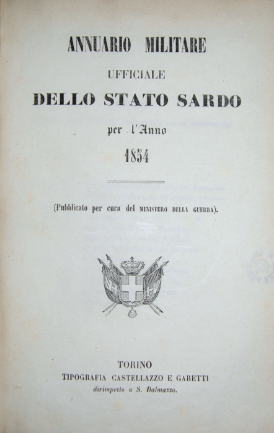 ANNUARIO MILITARE
UFFICIALE
DELLO STATO SARDO
per l'Anno
1854
(Pubblicato per cura del MINISTERO DELLA GUERRA).
TORINO
TIPOGRAFIA CASTELLAZZO E GARETTI
dirimpetto a S. Dalmazzo.